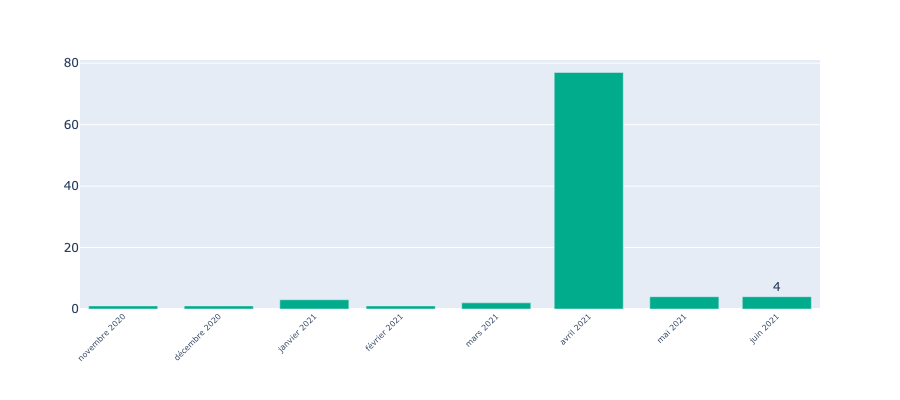 80
60
40
20
0
4
novembre 2020
décembre 2020
janvier 2021
février 2021
mars 2021
avril 2021
mai 2021
juin 2021